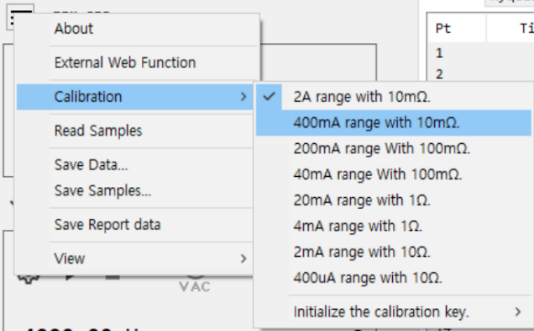 About
Pt
External Web Function
1
2
Calibration
2A range with 10mΩ.
400mA range with 10mΩ.
Read Samples
200mA range With 100mΩ.
Save Data...
40mA range With 100mΩ.
Save Samples...
20mA range with 1Ω.
Save Report data
4mA range with 1Ω.
View
2mA range with 10Ω.
VAC
400uA range with 10Ω.
Initialize the calibration key.